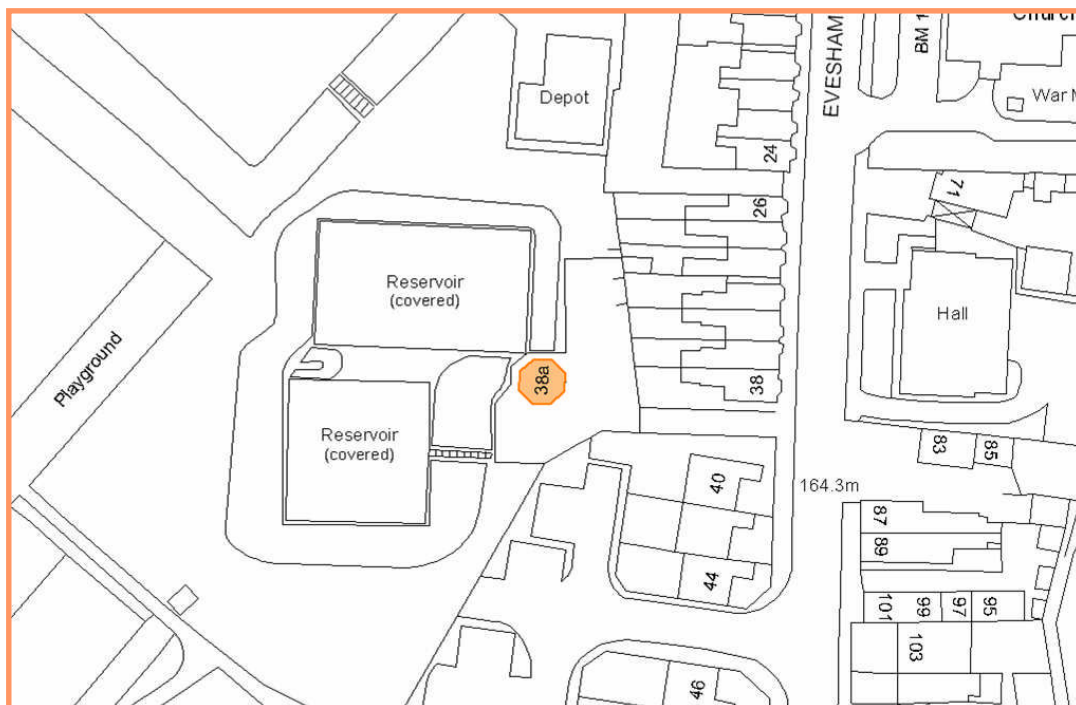 EVESHAM
BM 1
Church
War M
Depot
24
71
26
Reservoir
(covered)
Hall
Playground
38a
38
Reservoir
(covered)
83
85
40
164.3m
87
89
44
101
99
97
95
103
46